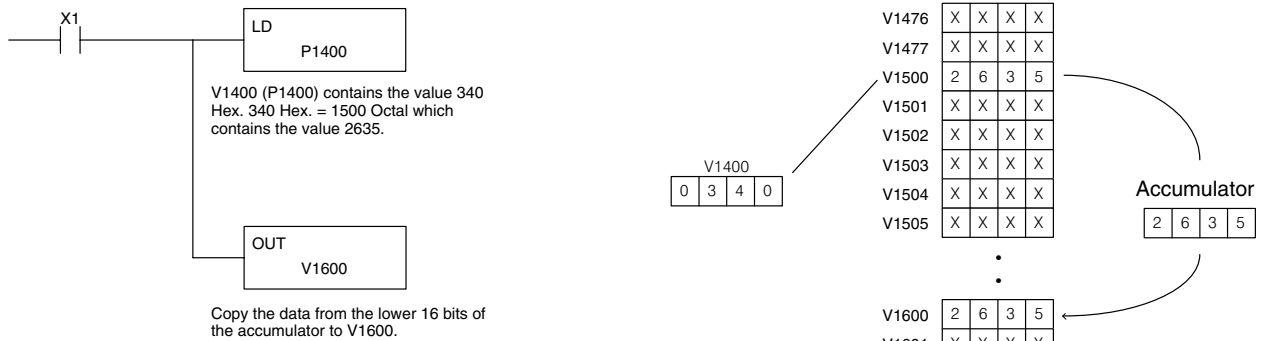 X1
LD
P1400
V1400 (P1400) contains the value 340
Hex. 340 Hex. = 1500 Octal which
contains the value 2635.
OUT
V1600
Copy the data from the lower 16 bits of
the accumulator to V1600.
V1400
0 3 4 0
V1476 X X X X
V1477 X X X X
V1500 2 6 3 5
V1501 X X X X
V1502 X X X X
V1503 X X X X
V1504 X X X X
V1505 X X X X
V1600 2 6 3 5
Accumulator
2 6 3 5